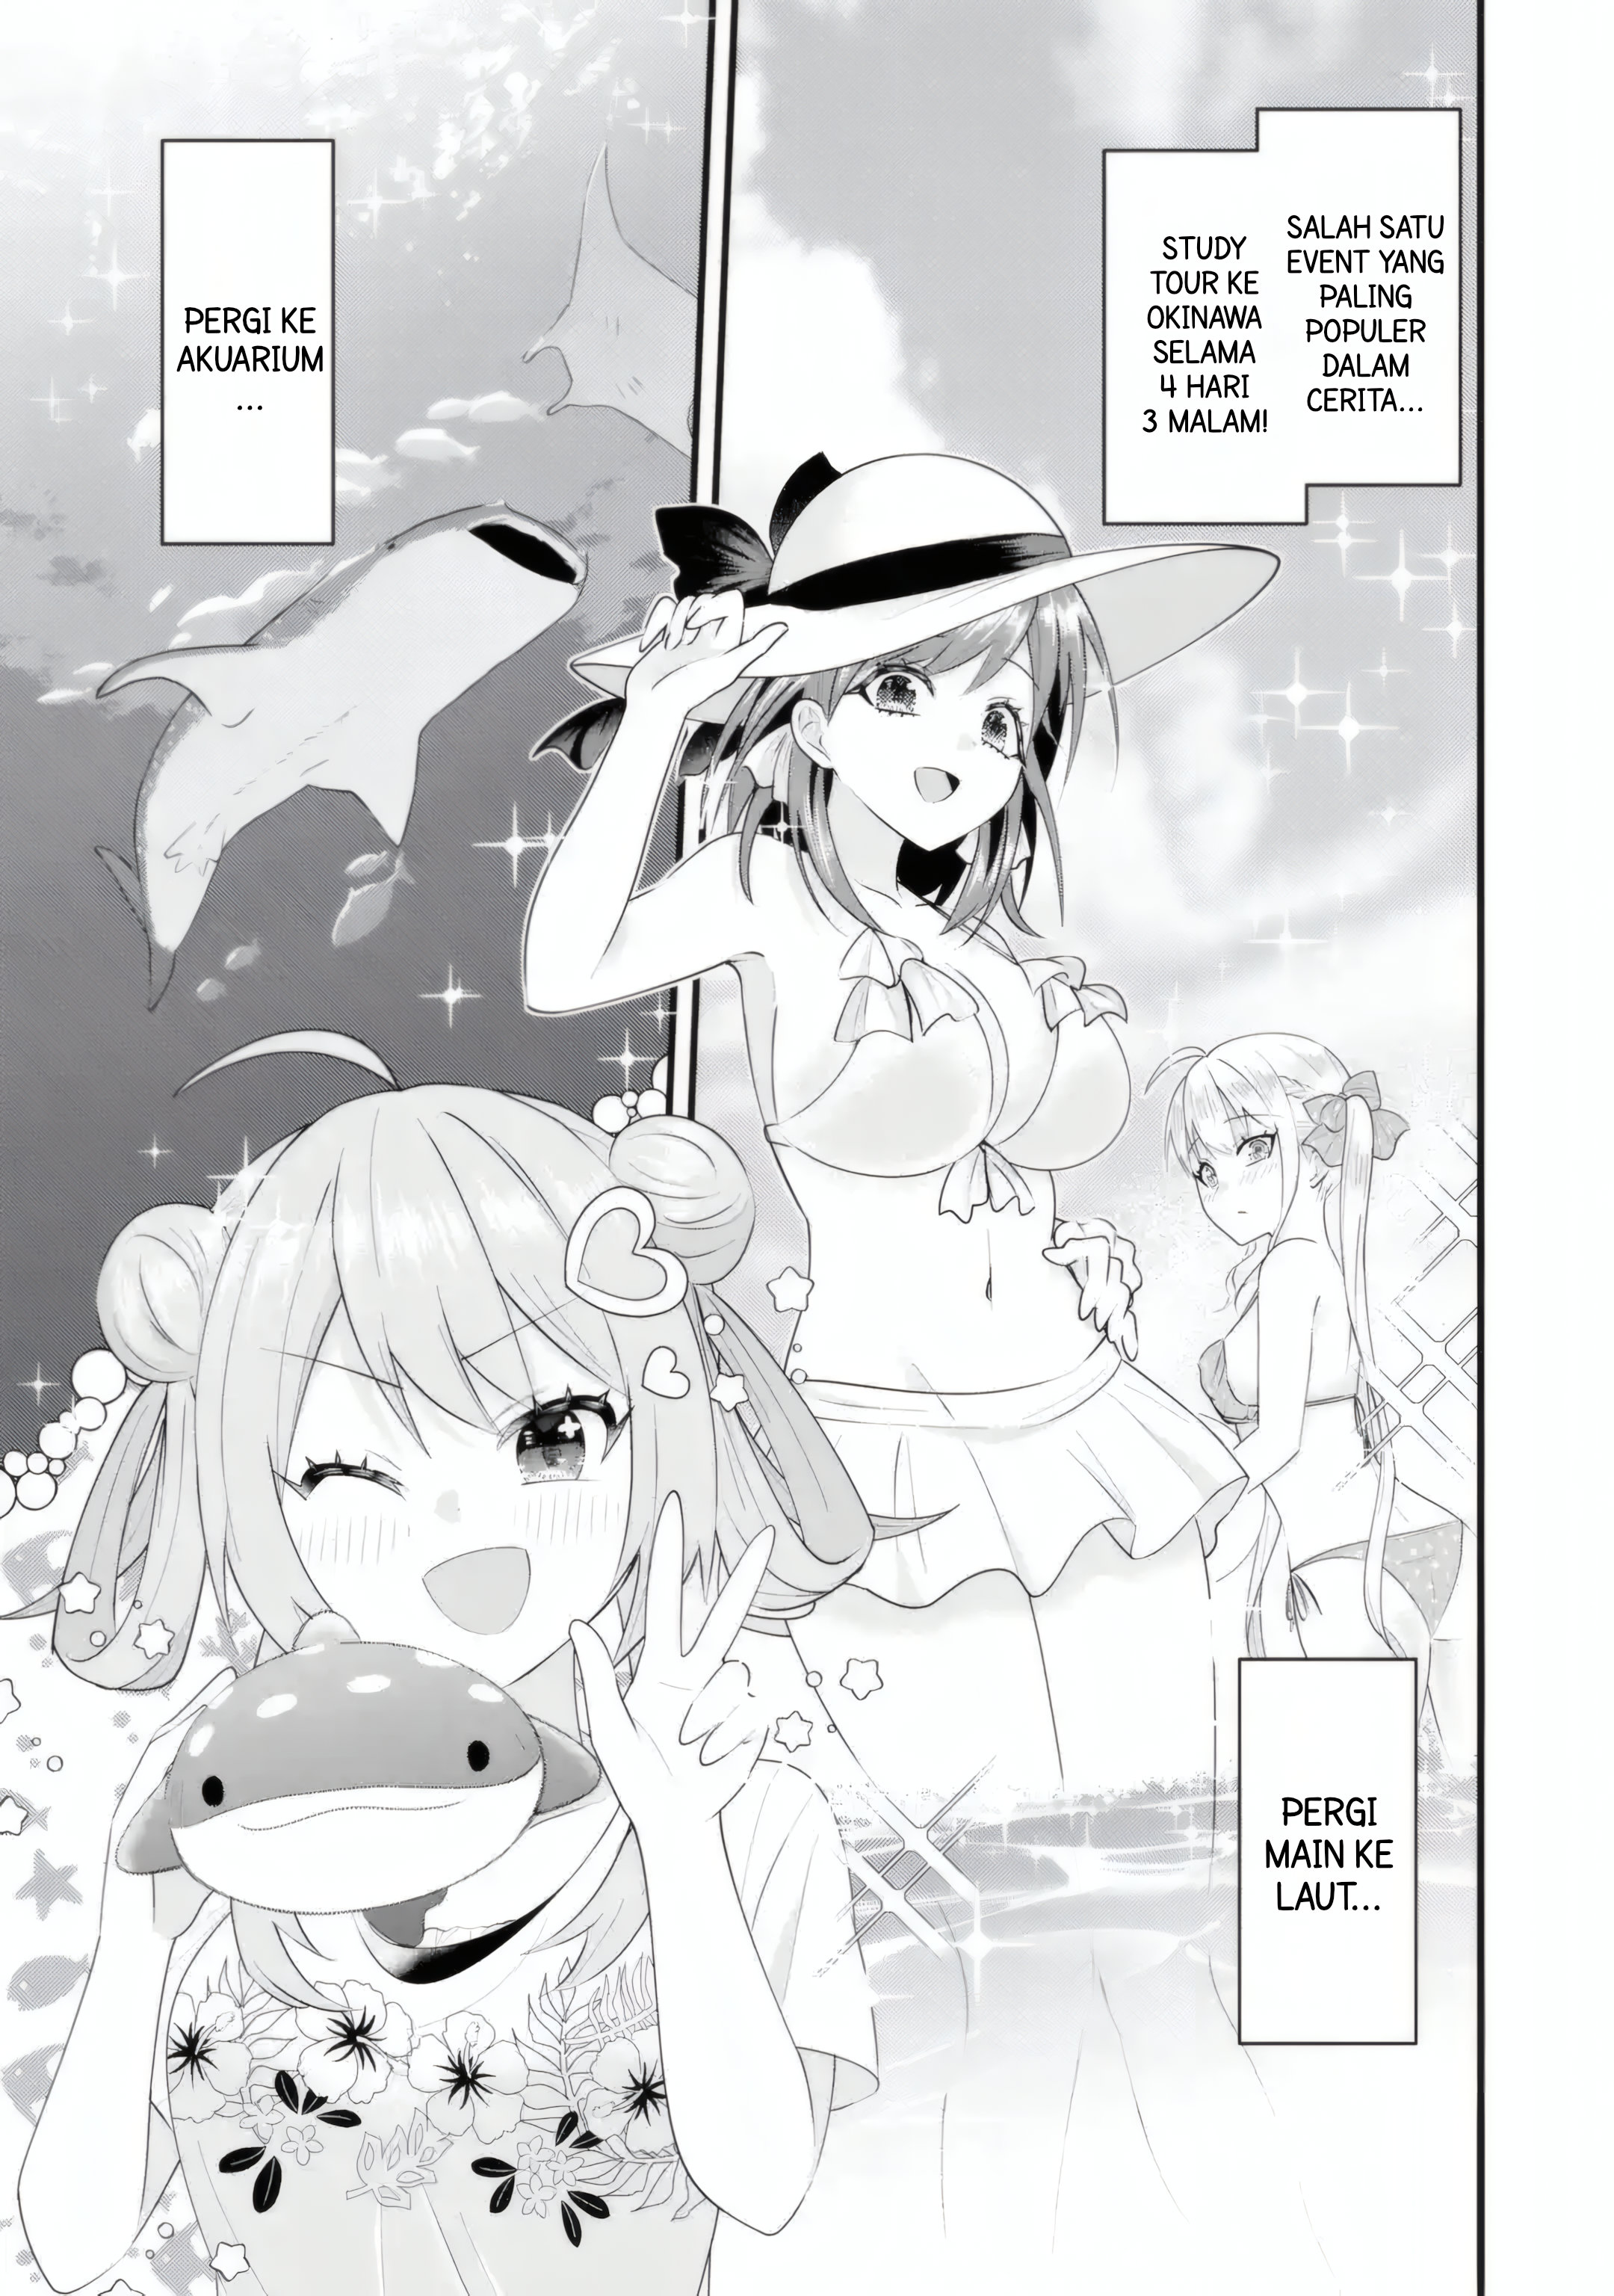 SALAH SATU
EVENT YANG
PALING
POPULER
DALAM
CERITA...
STUDY
TOUR KE
OKINAWA
SELAMA
4 HARI
3 MALAM!
PERGI
MAIN KE
LAUT...
PERGI KE
AKUARIUM
...